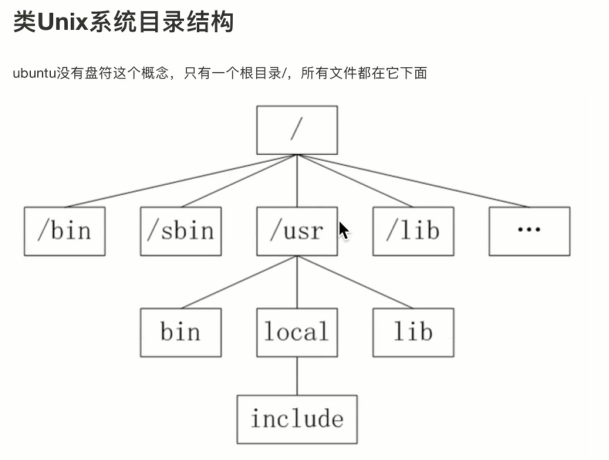 类Unix系统目录结构
ubuntu没有盘符这个概念，只有一个根目录/，所有文件都在它下面
/
/bin /sbin /usr /lib ···
bin local lib
include